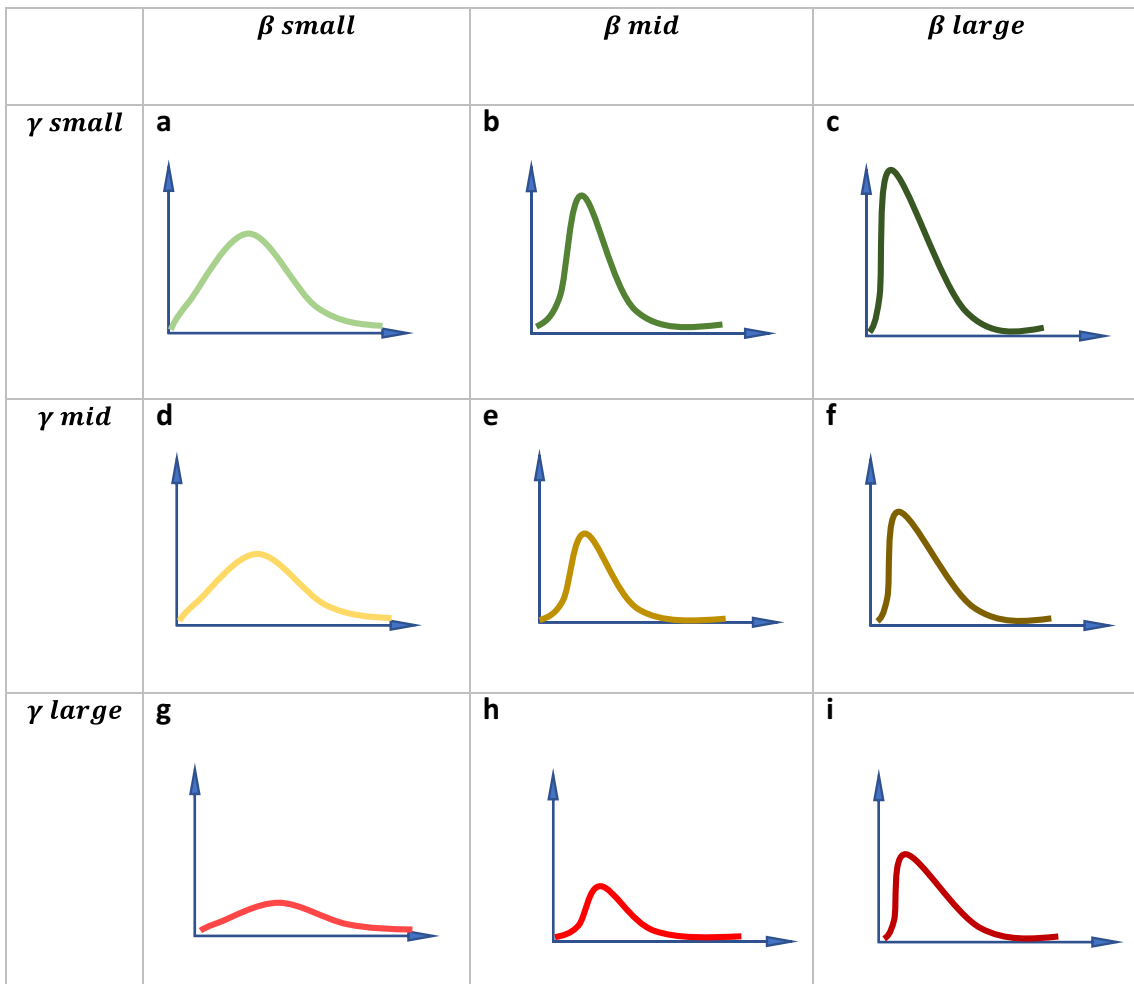 β small
β mid
β large
γ small
a
b
c
γ mid
d
e
f
γ large
g
h
i